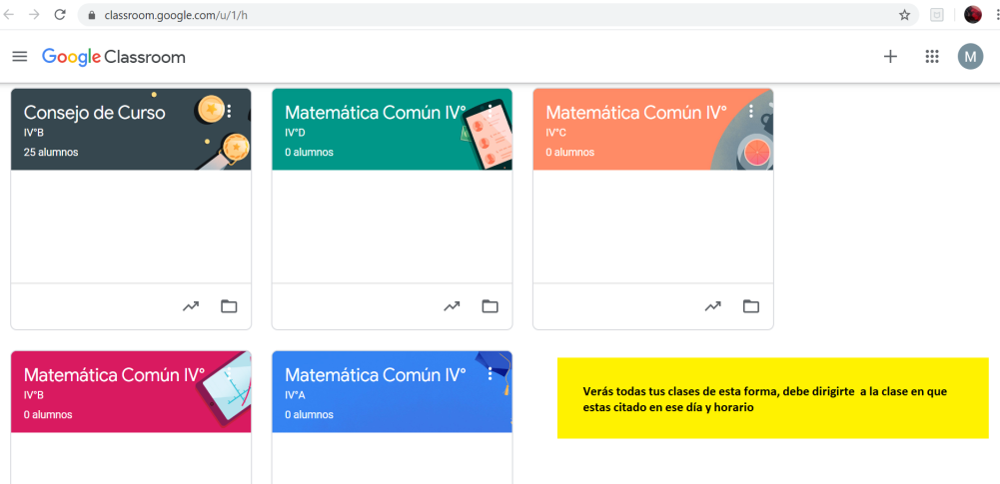 classroom.google.com/u/1/h
Google Classroom
M
Consejo de Curso
IV°B
25 alumnos
Matemática Común IV°
IV°D
0 alumnos
Matemática Común IV°
IV°C
0 alumnos
Matemática Común IV°
IV°B
0 alumnos
Matemática Común IV°
IV°A
0 alumnos
Verás todas tus clases de esta forma, debe dirigirte a la clase en que
estas citado en ese día y horario